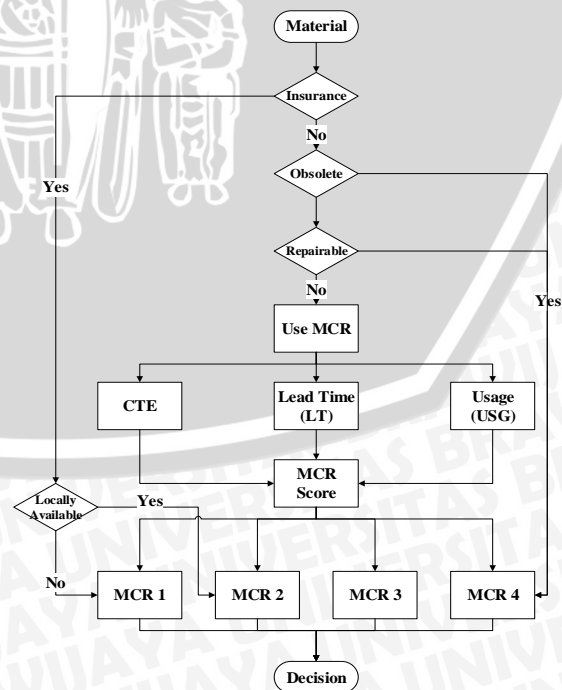 Material
Insurance
No
Obsolete
Yes
Repairable
No
Yes
Use MCR
CTE
Lead Time
(LT)
Usage
(USG)
MCR
Score
Locally
Available
Yes
No
MCR 1
MCR 2
MCR 3
MCR 4
Decision